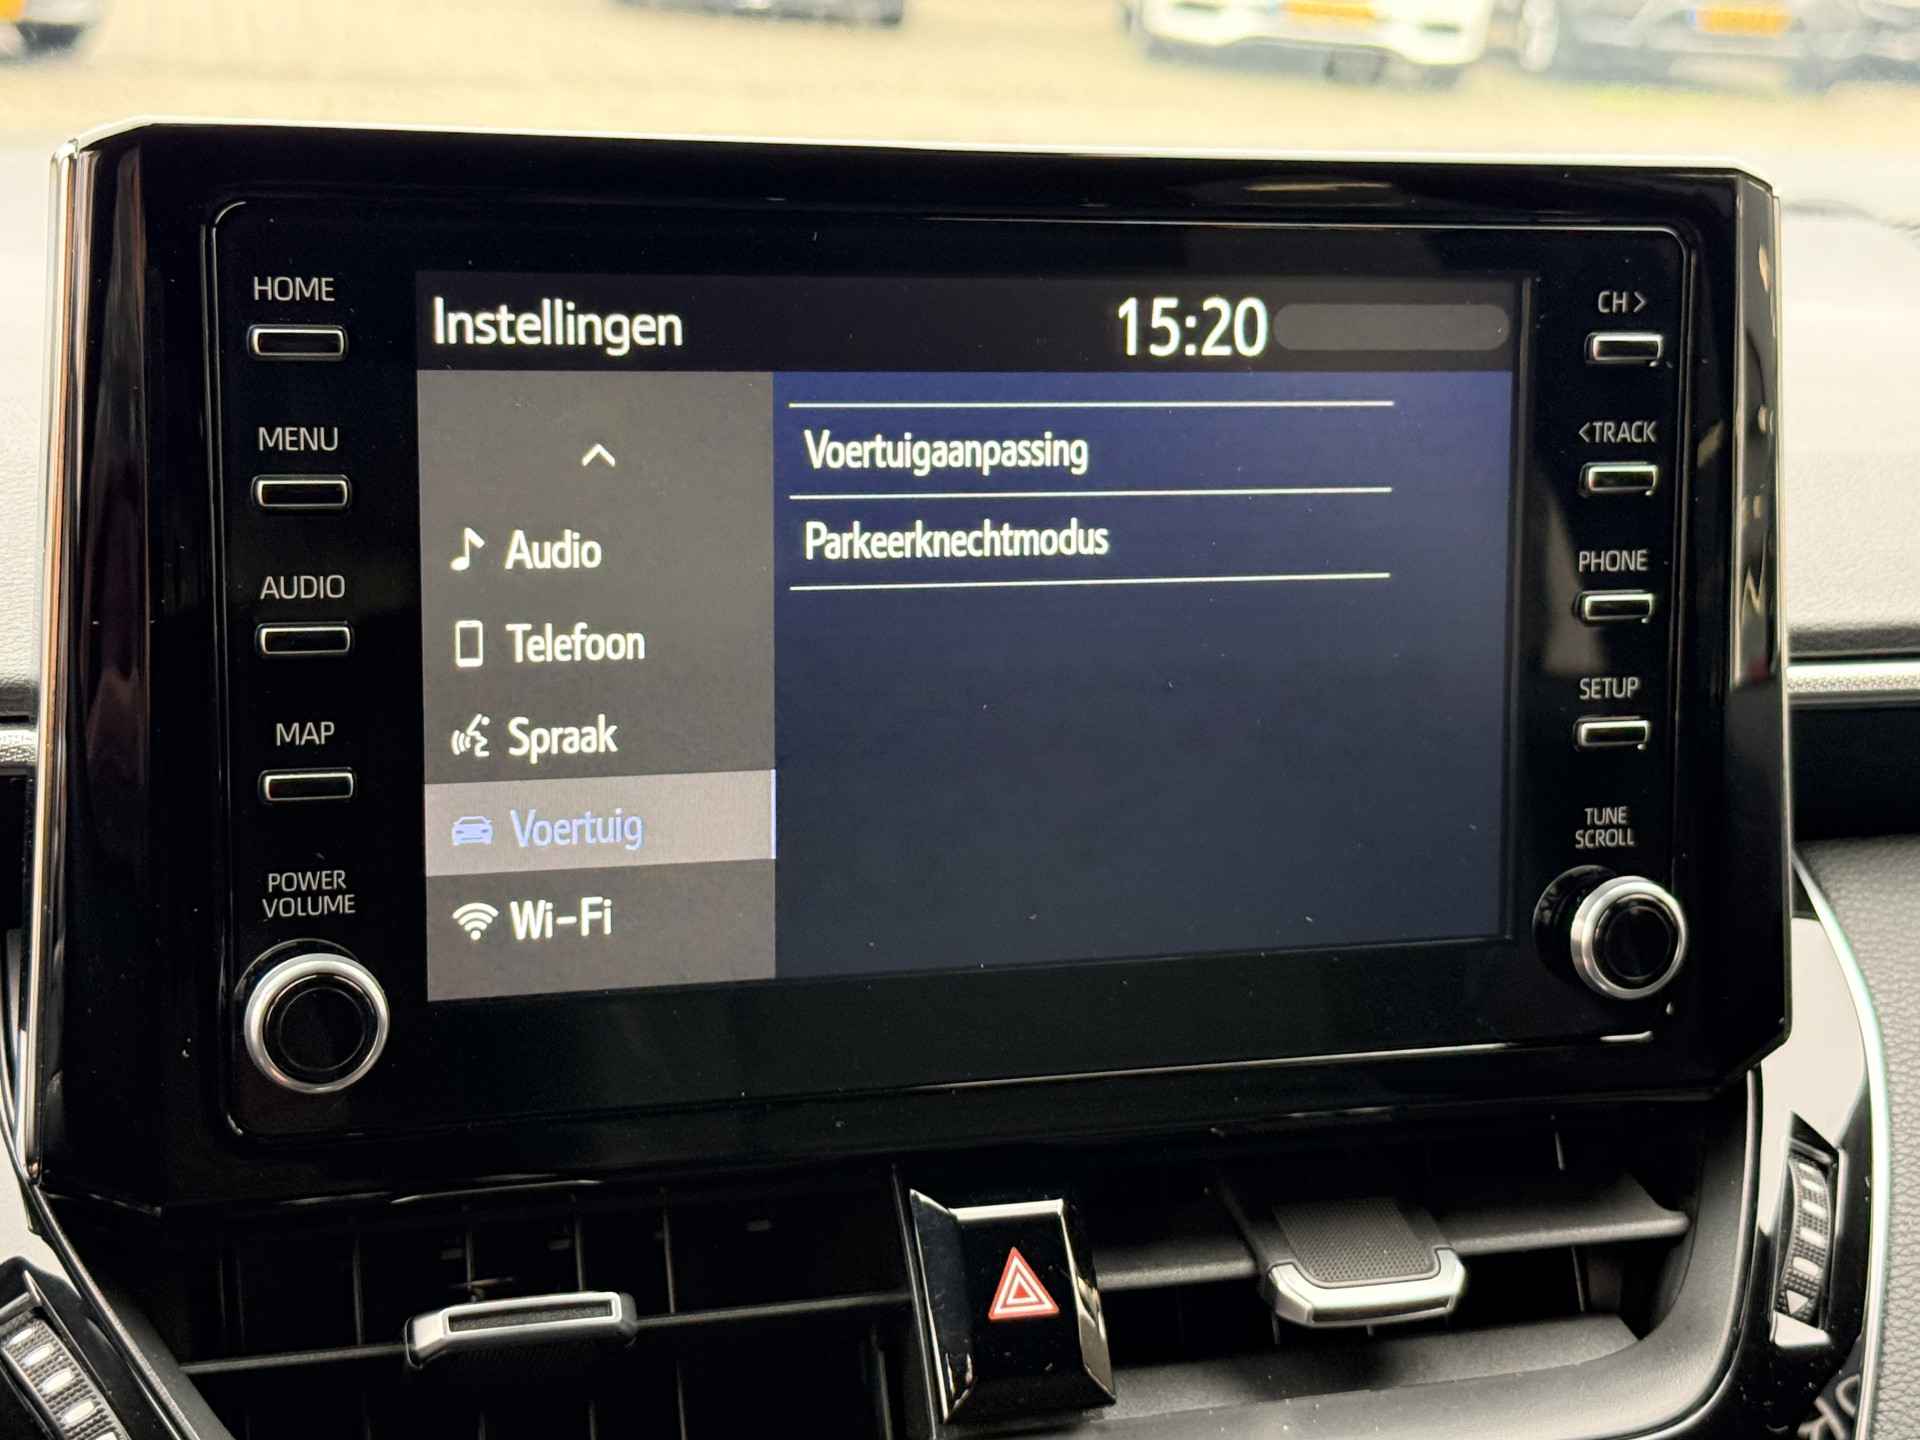 HOME
MENU
AUDIO
MAP
POWER
VOLUME
Instellingen
15:20
Audio
Telefoon
Spraak
Voertuig
Wi-Fi
Voertuigaanpassing
Parkeerknechtmodus
CH >
< TRACK
PHONE
SETUP
TUNE
SCROLL